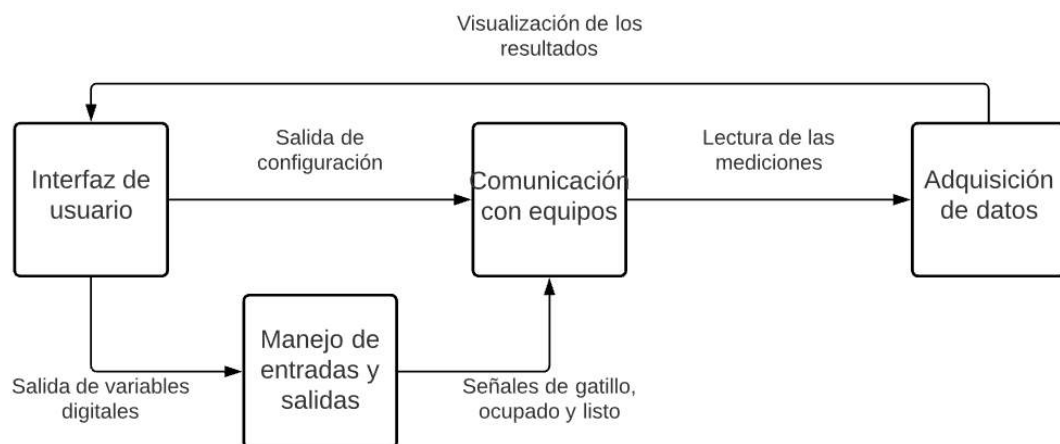 Visualización de los
resultados
Salida de
configuración
Lectura de las
mediciones
Interfaz de
usuario
Comunicación
con equipos
Adquisición
de datos
Manejo de
entradas y
salidas
Salida de variables
digitales
Señales de gatillo,
ocupado y listo